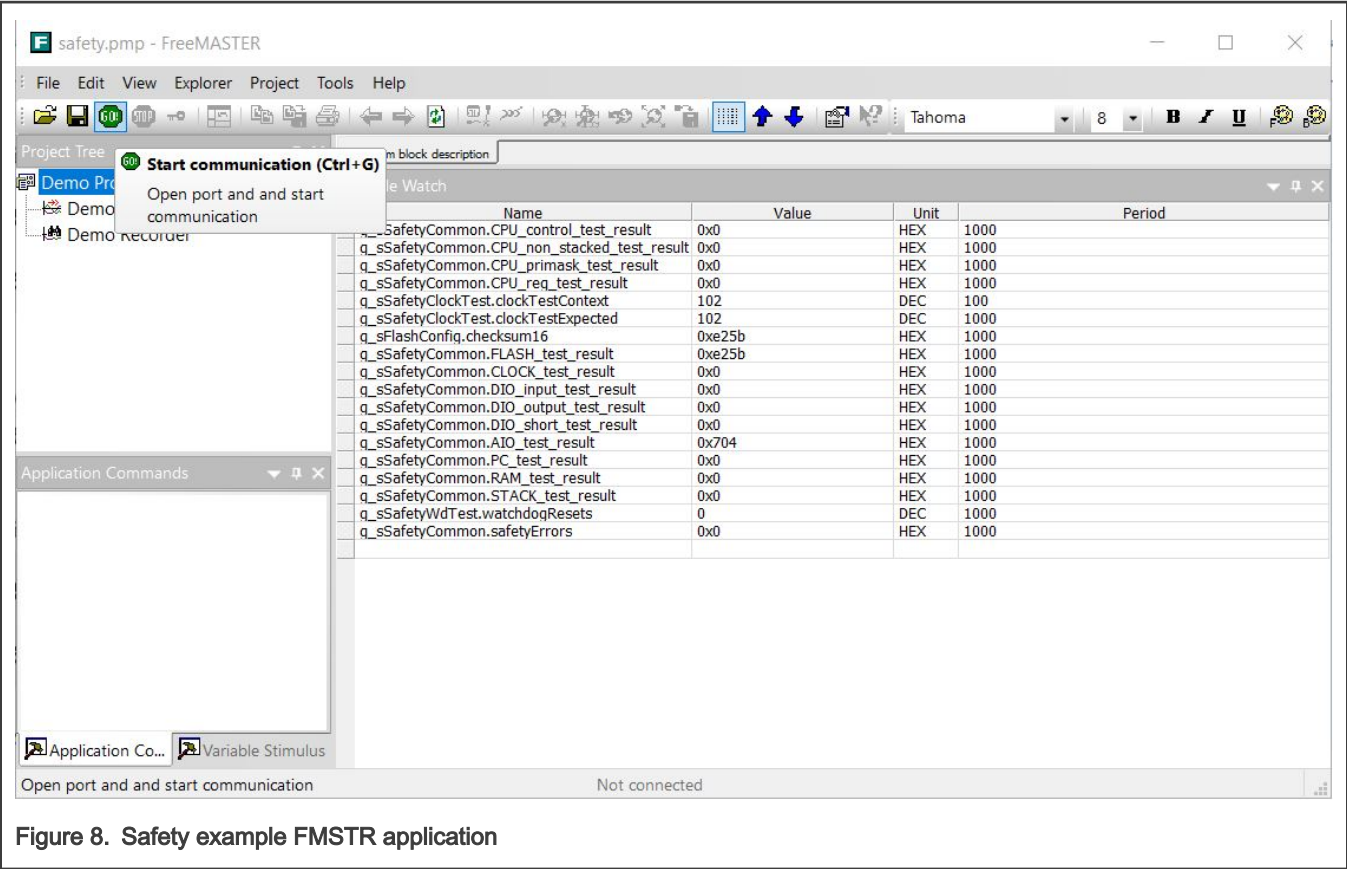 safety.pmp - FreeMASTER
File Edit View Explorer Project Tools Help
GO! Tahoma 8 B I U
Project Tree
GO! Start communication (Ctrl+G)
Open port and and start
communication
Demo Pro
Demo
Demo Recorder
m block description
le Watch
Name Value Unit Period
g_sSafetyCommon.CPU_control_test_result 0x0 HEX 1000
g_sSafetyCommon.CPU_non_stacked_test_result 0x0 HEX 1000
g_sSafetyCommon.CPU_primask_test_result 0x0 HEX 1000
g_sSafetyCommon.CPU_reg_test_result 0x0 HEX 1000
g_sSafetyClockTest.clockTestContext 102 DEC 100
g_sSafetyClockTest.clockTestExpected 102 DEC 1000
g_sFlashConfig.checksum16 0xe25b HEX 1000
g_sSafetyCommon.FLASH_test_result 0xe25b HEX 1000
g_sSafetyCommon.CLOCK_test_result 0x0 HEX 1000
g_sSafetyCommon.DIO_input_test_result 0x0 HEX 1000
g_sSafetyCommon.DIO_output_test_result 0x0 HEX 1000
g_sSafetyCommon.DIO_short_test_result 0x0 HEX 1000
g_sSafetyCommon.AIO_test_result 0x704 HEX 1000
g_sSafetyCommon.PC_test_result 0x0 HEX 1000
g_sSafetyCommon.RAM_test_result 0x0 HEX 1000
g_sSafetyCommon.STACK_test_result 0x0 HEX 1000
g_sSafetyWdTest.watchdogResets 0 DEC 1000
g_sSafetyCommon.safetyErrors 0x0 HEX 1000
Application Commands
Application Co... Variable Stimulus
Open port and and start communication Not connected
Figure 8. Safety example FMSTR application